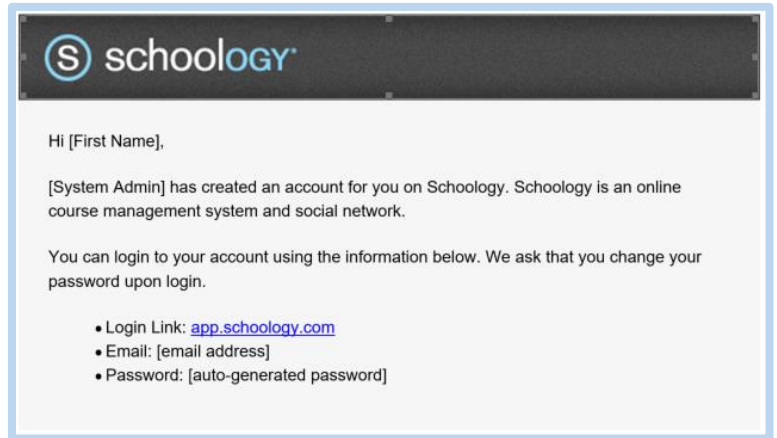 S schoology
Hi [First Name],
[System Admin] has created an account for you on Schoology. Schoology is an online
course management system and social network.
You can login to your account using the information below. We ask that you change your
password upon login.
• Login Link: app.schoology.com
• Email: [email address]
• Password: [auto-generated password]